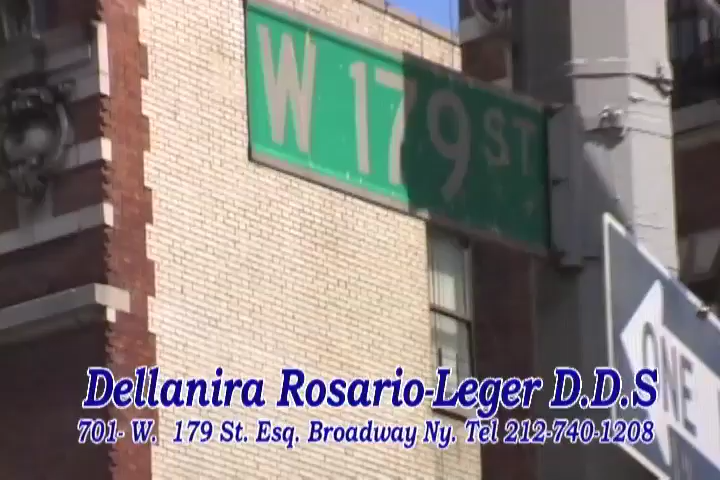 W 179 ST
ONE
Dellanira Rosario-Leger D.D.S
701- W. 179 St. Esq. Broadway Ny. Tel 212-740-1208